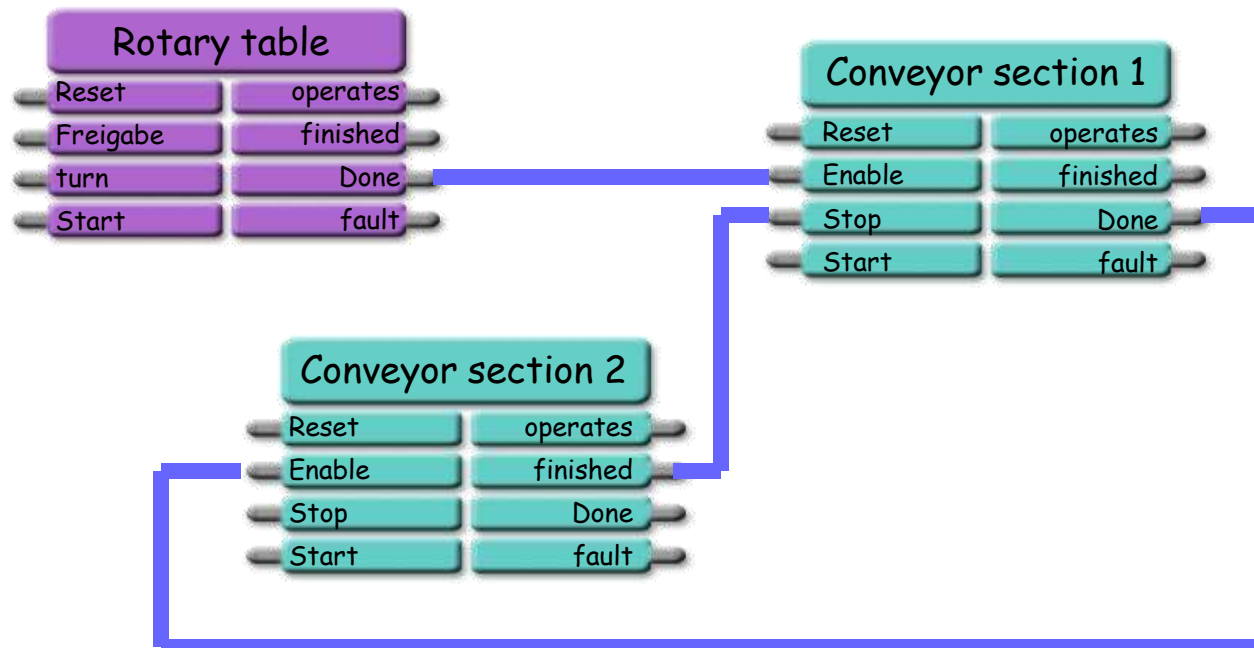 Rotary table
Reset operates
Freigabe finished
turn Done
Start fault
Conveyor section 1
Reset operates
Enable finished
Stop Done
Start fault
Conveyor section 2
Reset operates
Enable finished
Stop Done
Start fault